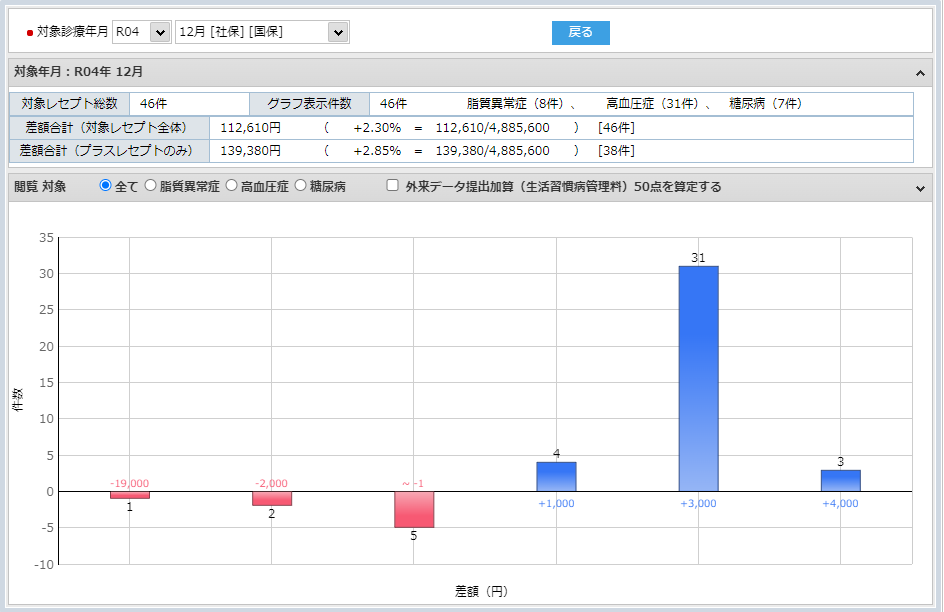 対象診療年月 R04 12月 [社保] [国保] 戻る
対象年月：R04年 12月
対象レセプト総数 46件 グラフ表示件数 46件 脂質異常症（8件）、 高血圧症（31件）、 糖尿病（7件）
差額合計（対象レセプト全体） 112,610円 ( +2.30% = 112,610/4,885,600 ) [46件]
差額合計（プラスレセプトのみ） 139,380円 ( +2.85% = 139,380/4,885,600 ) [38件]
閲覧 対象 全て 脂質異常症 高血圧症 糖尿病 外来データ提出加算（生活習慣病管理料）50点を算定する
35
31
30
25
20
15
件数
10
5
4
3
-19,000 -2,000 ～ -1
0
+1,000 +3,000 +4,000
1
2
-5
5
-10
差額（円）